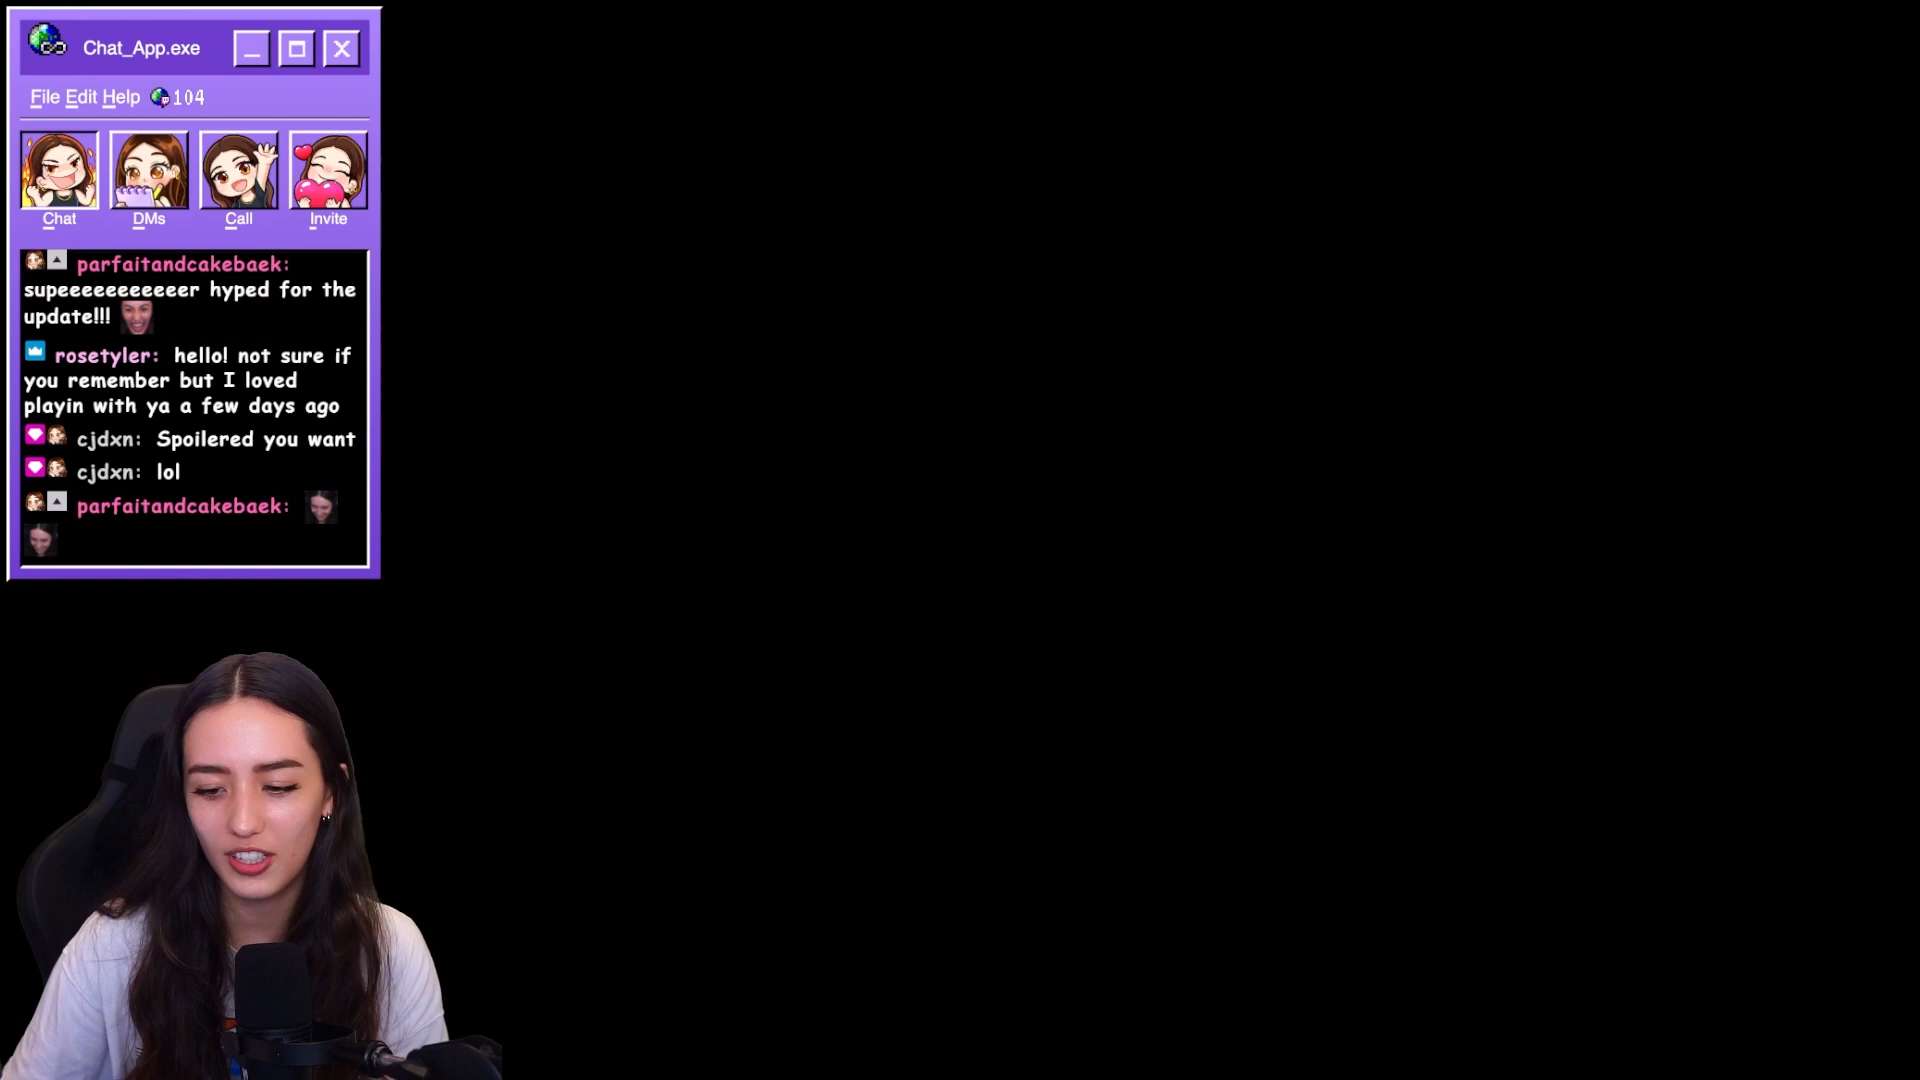 Chat_App.exe
File Edit Help 104
Chat DMs Call Invite
parfaitandcakebaek:
supeeeeeeeeeeer hyped for the
update!!!
rosetyler: hello! not sure if
you remember but I loved
playin with ya a few days ago
cjdxn: Spoilered you want
cjdxn: lol
parfaitandcakebaek: